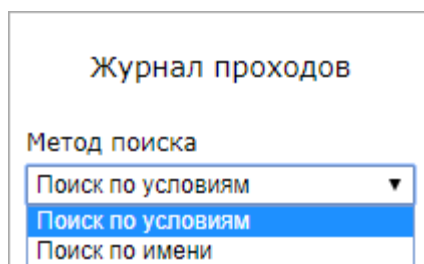 Журнал проходов
Метод поиска
Поиск по условиям
Поиск по условиям
Поиск по имени